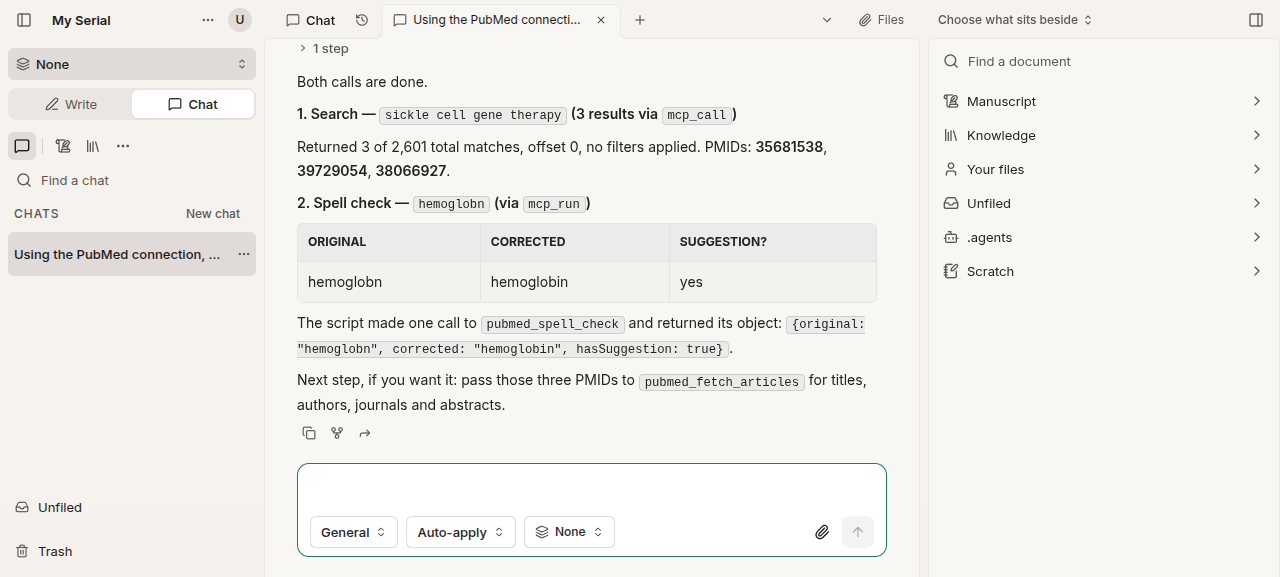 My Serial
U
None
Write
Chat
Find a chat
CHATS
New chat
Using the PubMed connection, ...
Unfiled
Trash
Chat
Using the PubMed connecti...
Files
1 step
Both calls are done.
1. Search — sickle cell gene therapy (3 results via mcp_call)
Returned 3 of 2,601 total matches, offset 0, no filters applied. PMIDs: 35681538,
39729054, 38066927.
2. Spell check — hemoglobn (via mcp_run)
ORIGINAL CORRECTED SUGGESTION?
hemoglobn hemoglobin yes
The script made one call to pubmed_spell_check and returned its object: {original:
"hemoglobn", corrected: "hemoglobin", hasSuggestion: true}.
Next step, if you want it: pass those three PMIDs to pubmed_fetch_articles for titles,
authors, journals and abstracts.
General
Auto-apply
None
Choose what sits beside
Find a document
Manuscript
Knowledge
Your files
Unfiled
.agents
Scratch